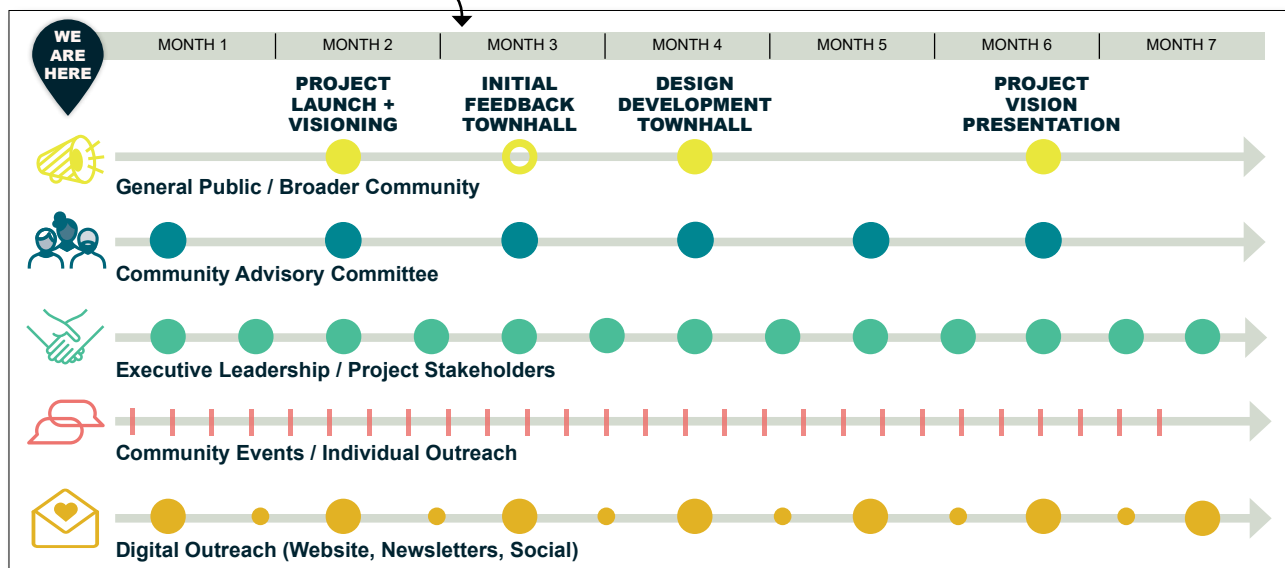 WE
ARE
HERE
MONTH 1
MONTH 2
MONTH 3
MONTH 4
MONTH 5
MONTH 6
MONTH 7
PROJECT
LAUNCH +
VISIONING
INITIAL
FEEDBACK
TOWNHALL
DESIGN
DEVELOPMENT
TOWNHALL
PROJECT
VISION
PRESENTATION
General Public / Broader Community
Community Advisory Committee
Executive Leadership / Project Stakeholders
Community Events / Individual Outreach
Digital Outreach (Website, Newsletters, Social)